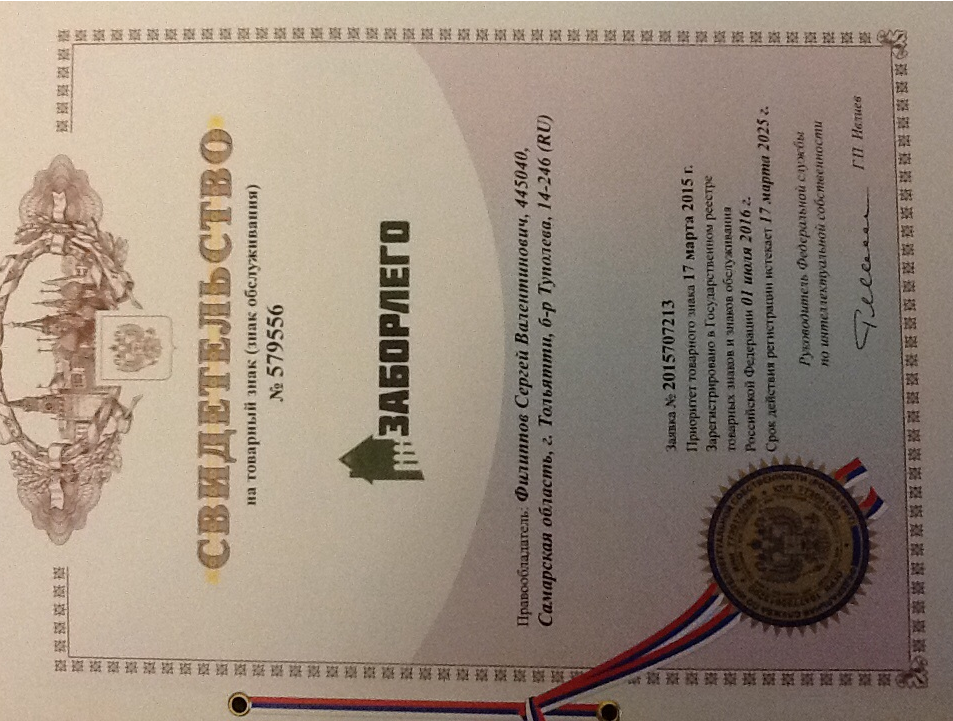 СВИДЕТЕЛЬСТВО
на товарный знак (знак обслуживания)
№ 579556
ЗАБОРЛЕГО
Правообладатель: Филиппов Сергей Валентинович, 445040,
Самарская область, г. Тольятти, б-р Туполева, 14-246 (RU)
Заявка № 2015707213
Приоритет товарного знака 17 марта 2015 г.
Зарегистрировано в Государственном реестре
товарных знаков и знаков обслуживания
Российской Федерации 01 июля 2016 г.
Срок действия регистрации истекает 17 марта 2025 г.
Руководитель Федеральной службы
по интеллектуальной собственности
Г.П. Ивлиев